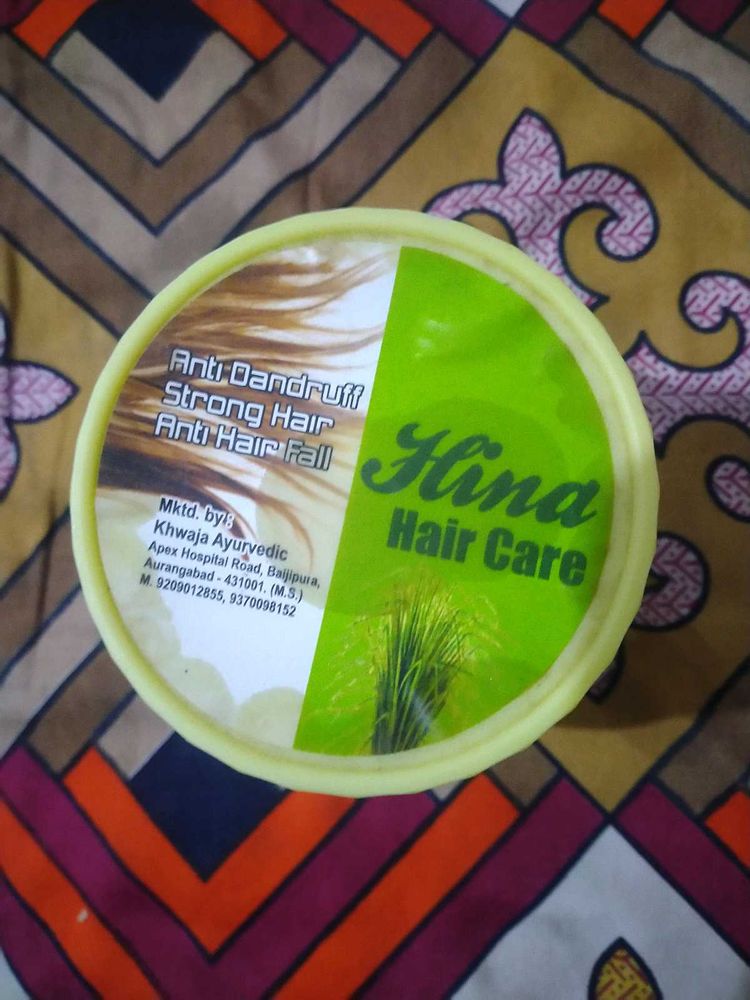 Anti Dandruff
Strong Hair
Anti Hair Fall
Mktd. by :
Khwaja Ayurvedic
Apex Hospital Road, Baijipura,
Aurangabad - 431001. (M.S.)
M. 9209012855, 9370098152
Hina
Hair Care